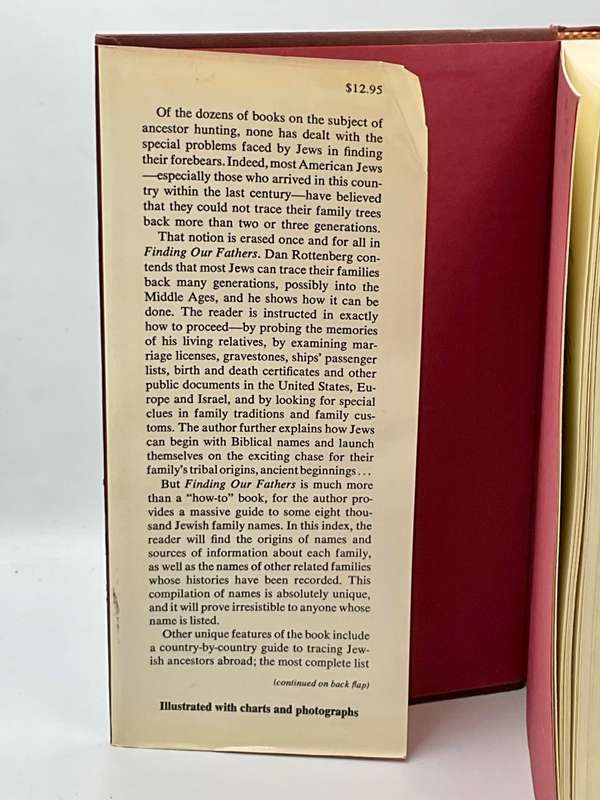 $12.95
Of the dozens of books on the subject of
ancestor hunting, none has dealt with the
special problems faced by Jews in finding
their forebears. Indeed, most American Jews
—especially those who arrived in this coun-
try within the last century—have believed
that they could not trace their family trees
back more than two or three generations.
That notion is erased once and for all in
Finding Our Fathers. Dan Rottenberg con-
tends that most Jews can trace their families
back many generations, possibly into the
Middle Ages, and he shows how it can be
done. The reader is instructed in exactly
how to proceed—by probing the memories
of his living relatives, by examining mar-
riage licenses, gravestones, ships' passenger
lists, birth and death certificates and other
public documents in the United States, Eu-
rope and Israel, and by looking for special
clues in family traditions and family cus-
toms. The author further explains how Jews
can begin with Biblical names and launch
themselves on the exciting chase for their
family's tribal origins, ancient beginnings . . .
But Finding Our Fathers is much more
than a "how-to" book, for the author pro-
vides a massive guide to some eight thou-
sand Jewish family names. In this index, the
reader will find the origins of names and
sources of information about each family,
as well as the names of other related families
whose histories have been recorded. This
compilation of names is absolutely unique,
and it will prove irresistible to anyone whose
name is listed.
Other unique features of the book include
a country-by-country guide to tracing Jew-
ish ancestors abroad; the most complete list
(continued on back flap)
Illustrated with charts and photographs